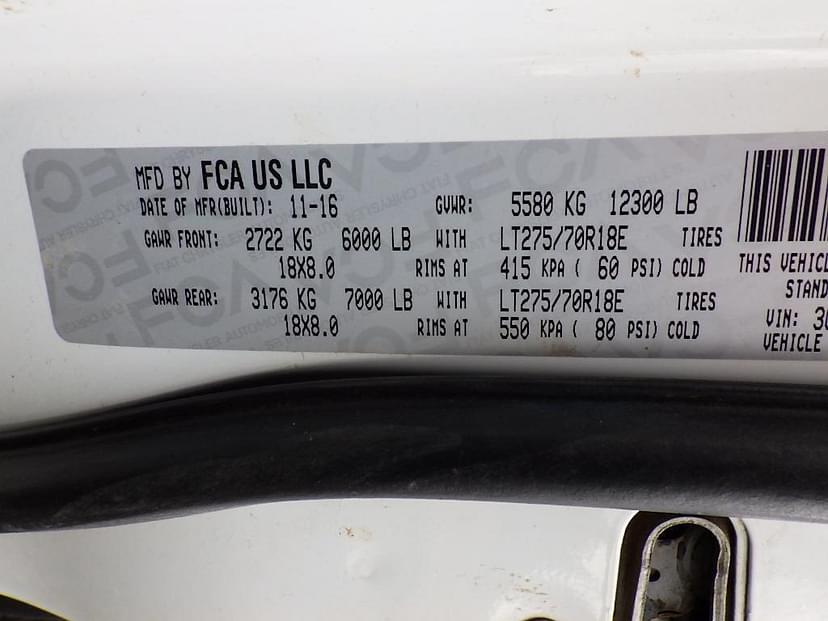 MFD BY FCA US LLC
DATE OF MFR(BUILT): 11-16 GVWR: 5580 KG 12300 LB
GAWR FRONT: 2722 KG 6000 LB WITH LT275/70R18E TIRES
18X8.0 RIMS AT 415 KPA ( 60 PSI) COLD
GAWR REAR: 3176 KG 7000 LB WITH LT275/70R18E TIRES
18X8.0 RIMS AT 550 KPA ( 80 PSI) COLD
THIS VEHICL
STAND
VIN: 3
VEHICLE